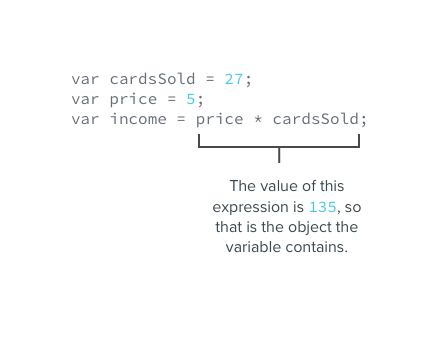 var cardsSold = 27;
var price = 5;
var income = price * cardsSold;
The value of this
expression is 135, so
that is the object the
variable contains.